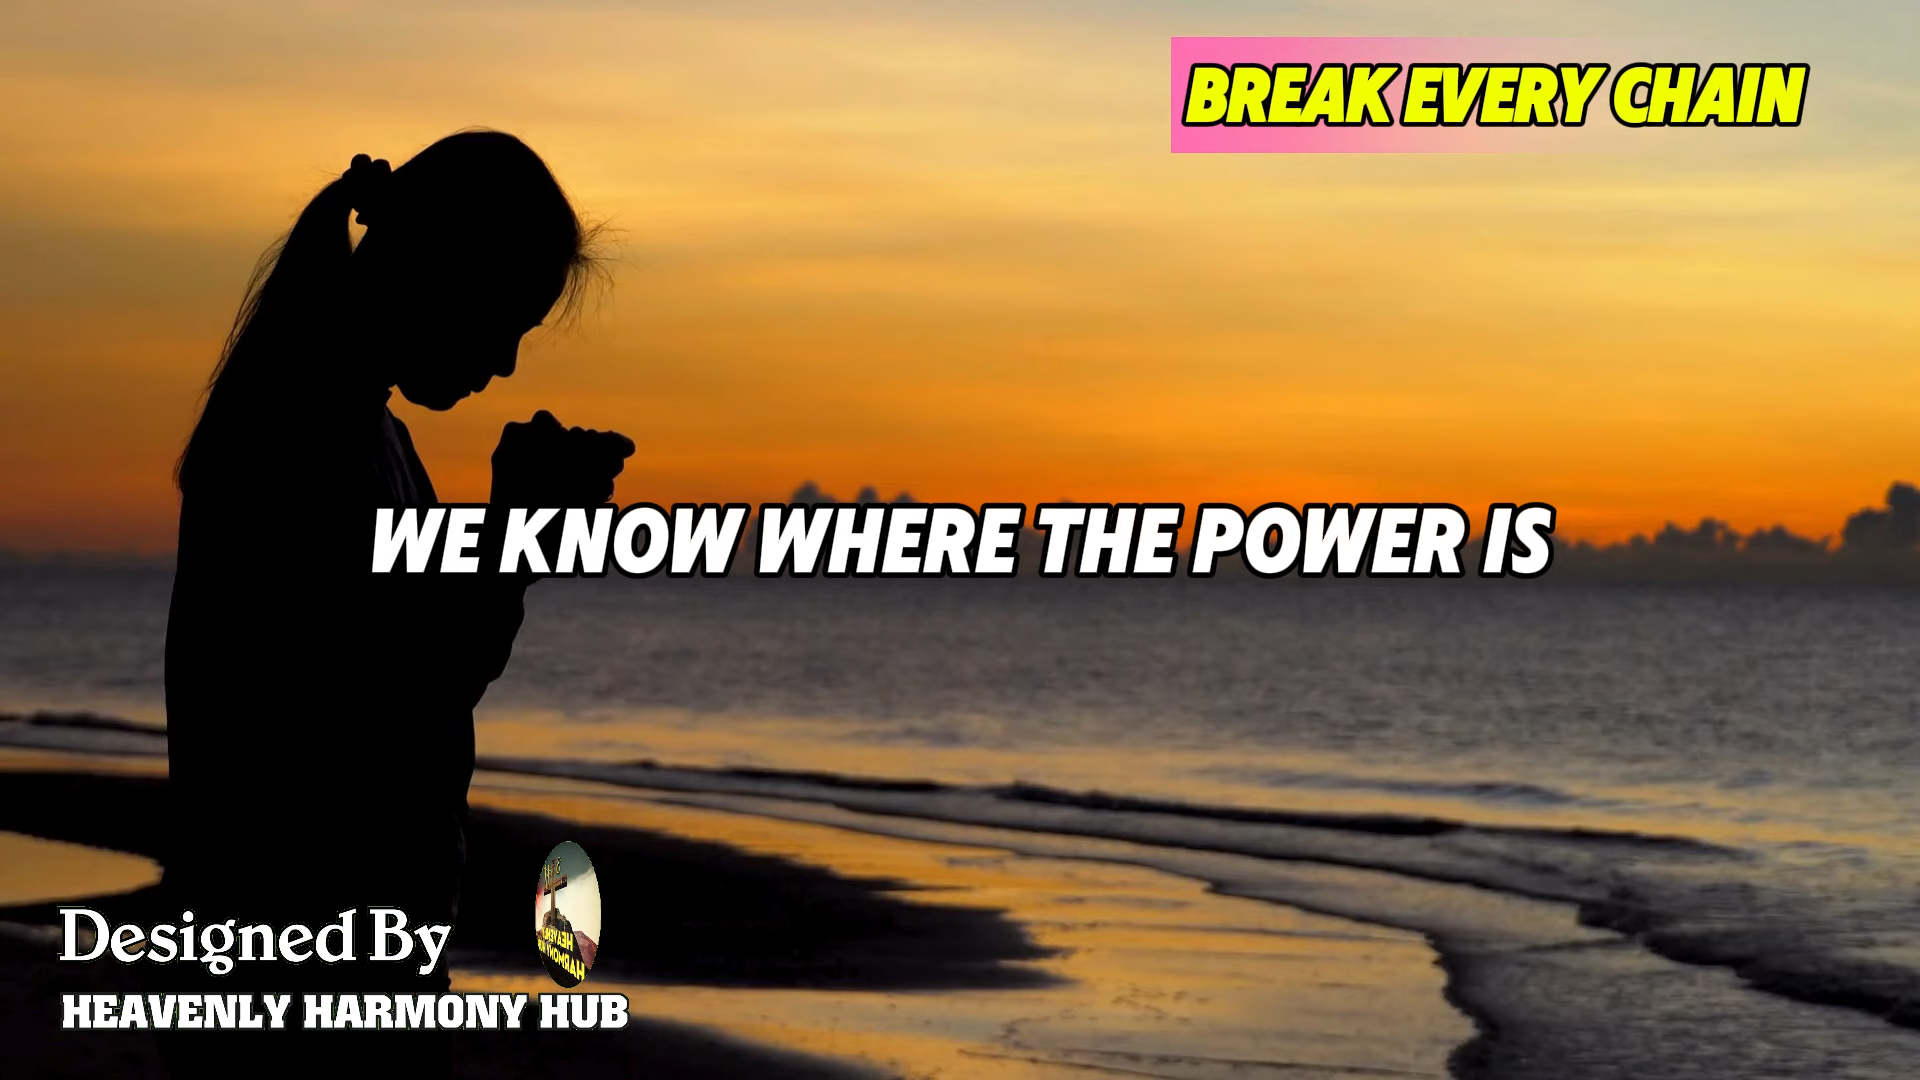 BREAK EVERY CHAIN
WE KNOW WHERE THE POWER IS
Designed By
HEAVENLY HARMONY HUB